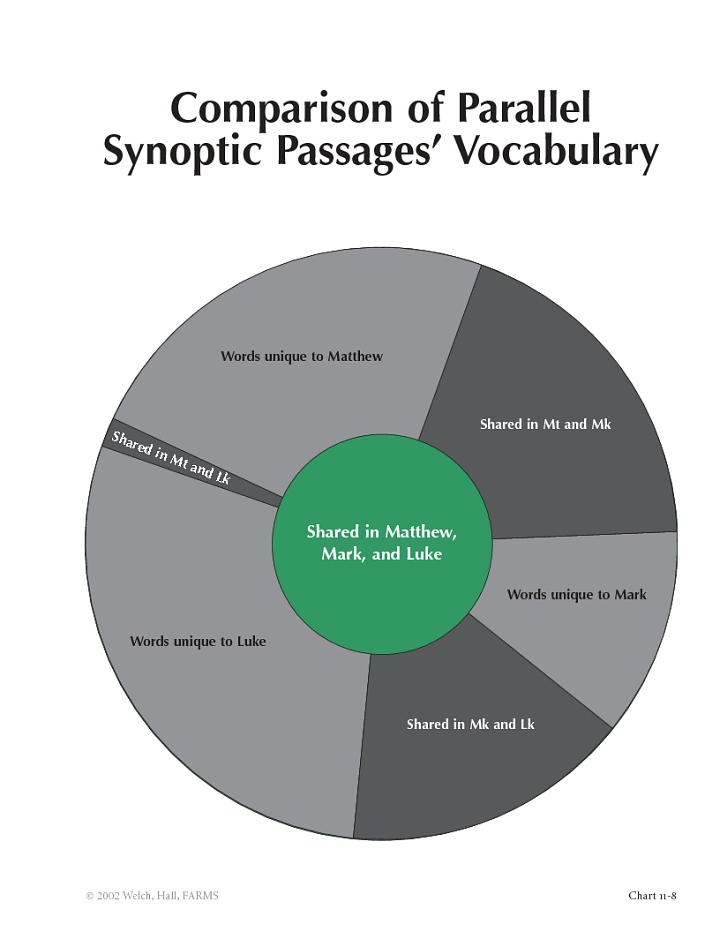 Comparison of Parallel
Synoptic Passages’ Vocabulary
Words unique to Matthew
Shared in Mt and Mk
Shared in Mt and Lk
Shared in Matthew,
Mark, and Luke
Words unique to Mark
Words unique to Luke
Shared in Mk and Lk
© 2002 Welch, Hall, FARMS
Chart 11-8